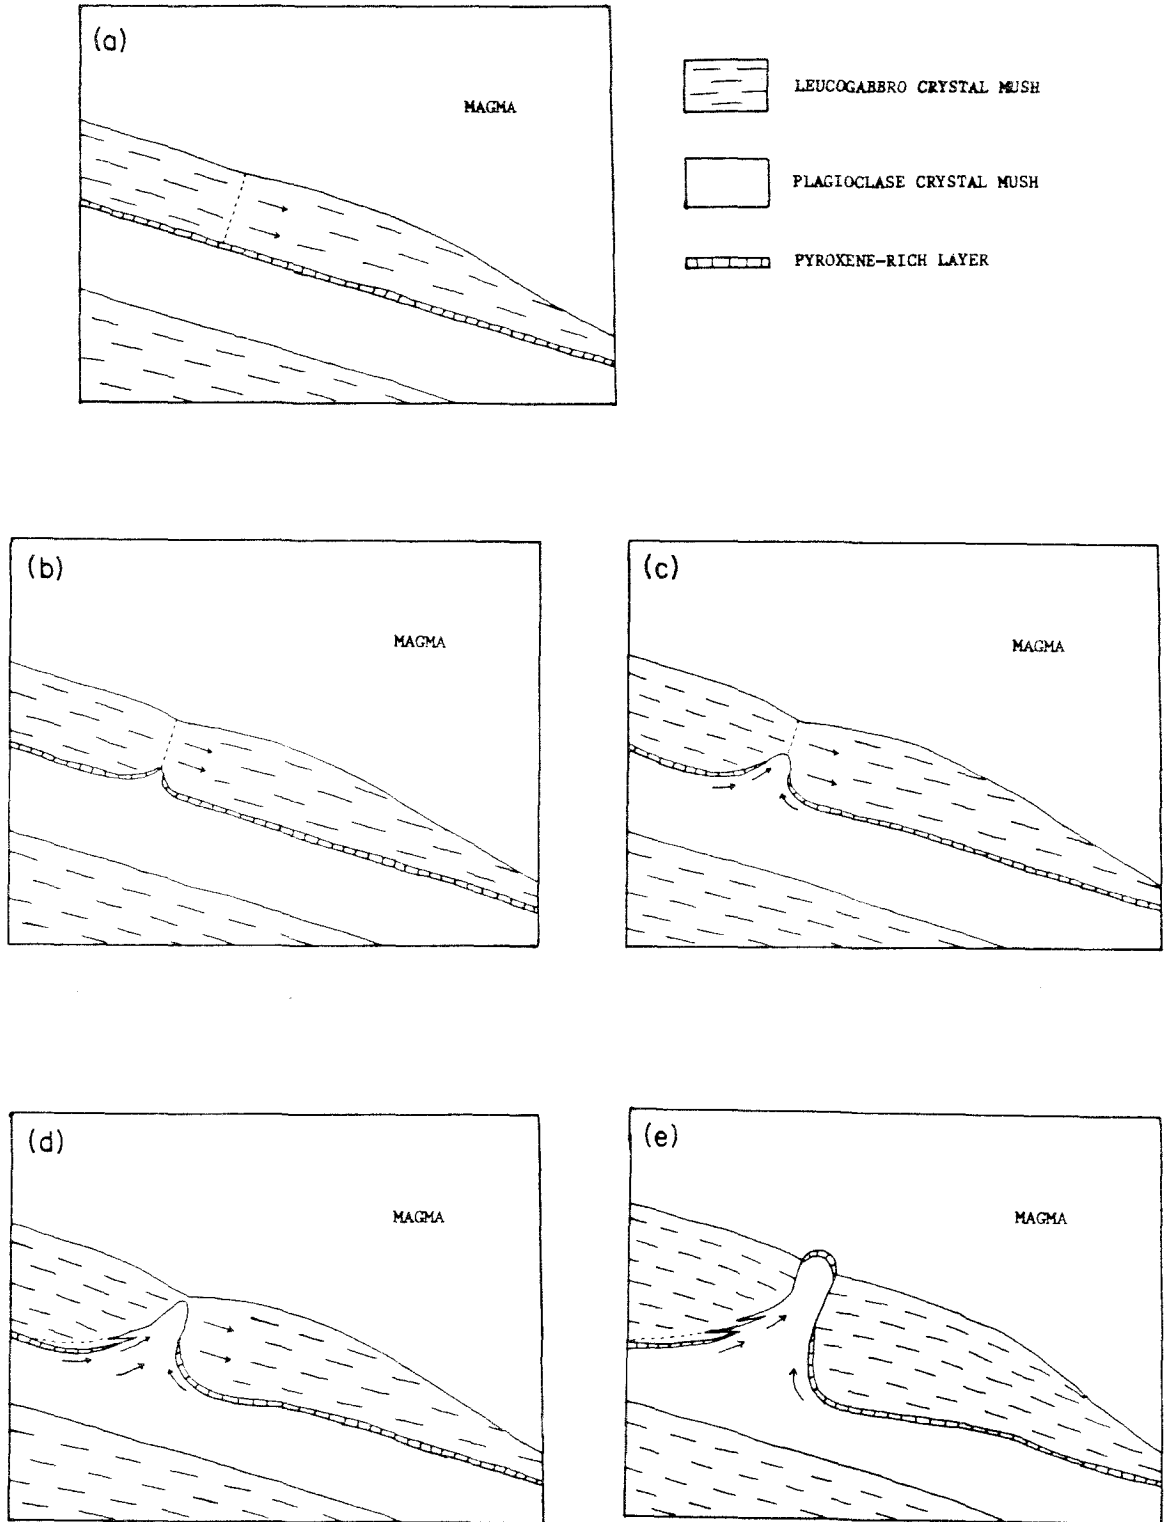 (a)
MAGMA
LEUCOGABBRO CRYSTAL MUSH
PLAGIOCLASE CRYSTAL MUSH
PYROXENE-RICH LAYER
(b)
MAGMA
(c)
MAGMA
(d)
MAGMA
(e)
MAGMA